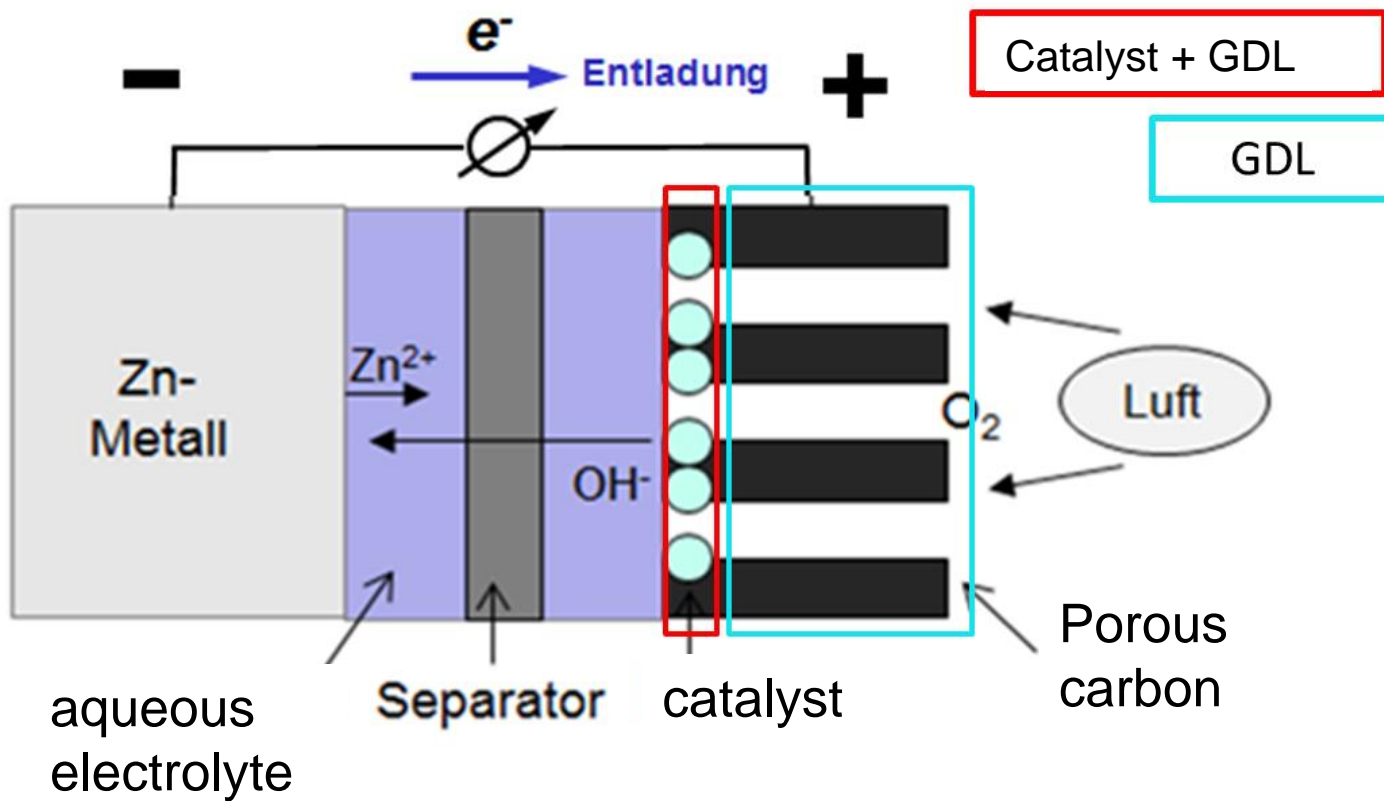 e-
− Entladung +
Catalyst + GDL
GDL
Zn-
Metall
Zn2+
OH-
O2
Luft
aqueous
electrolyte
Separator
catalyst
Porous
carbon